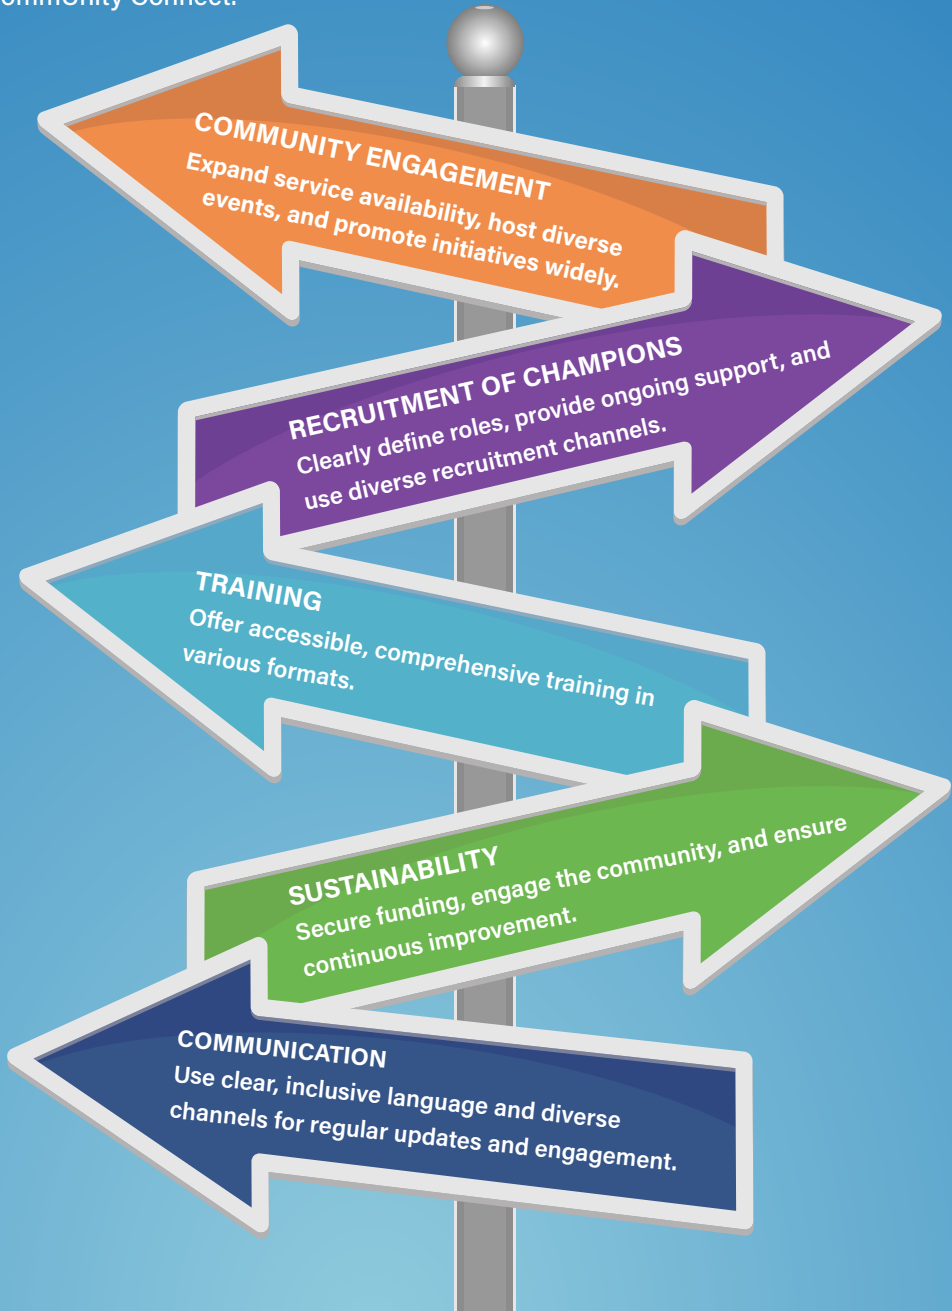 ommUnity Connect.
COMMUNITY ENGAGEMENT
Expand service availability, host diverse
events, and promote initiatives widely.
RECRUITMENT OF CHAMPIONS
Clearly define roles, provide ongoing support, and
use diverse recruitment channels.
TRAINING
Offer accessible, comprehensive training in
various formats.
SUSTAINABILITY
Secure funding, engage the community, and ensure
continuous improvement.
COMMUNICATION
Use clear, inclusive language and diverse
channels for regular updates and engagement.